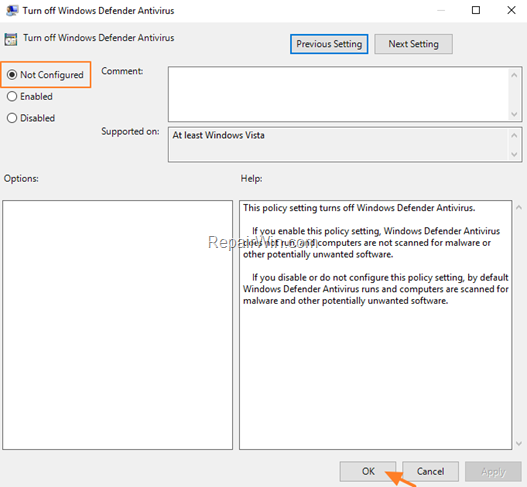 Turn off Windows Defender Antivirus
Turn off Windows Defender Antivirus
Previous Setting
Next Setting
Not Configured
Comment:
Enabled
Disabled
Supported on:
At least Windows Vista
Options:
Help:
This policy setting turns off Windows Defender Antivirus.
If you enable this policy setting, Windows Defender Antivirus
does not run, and computers are not scanned for malware or
other potentially unwanted software.
If you disable or do not configure this policy setting, by default
Windows Defender Antivirus runs and computers are scanned for
malware and other potentially unwanted software.
RepairWin.com
OK
Cancel
Apply